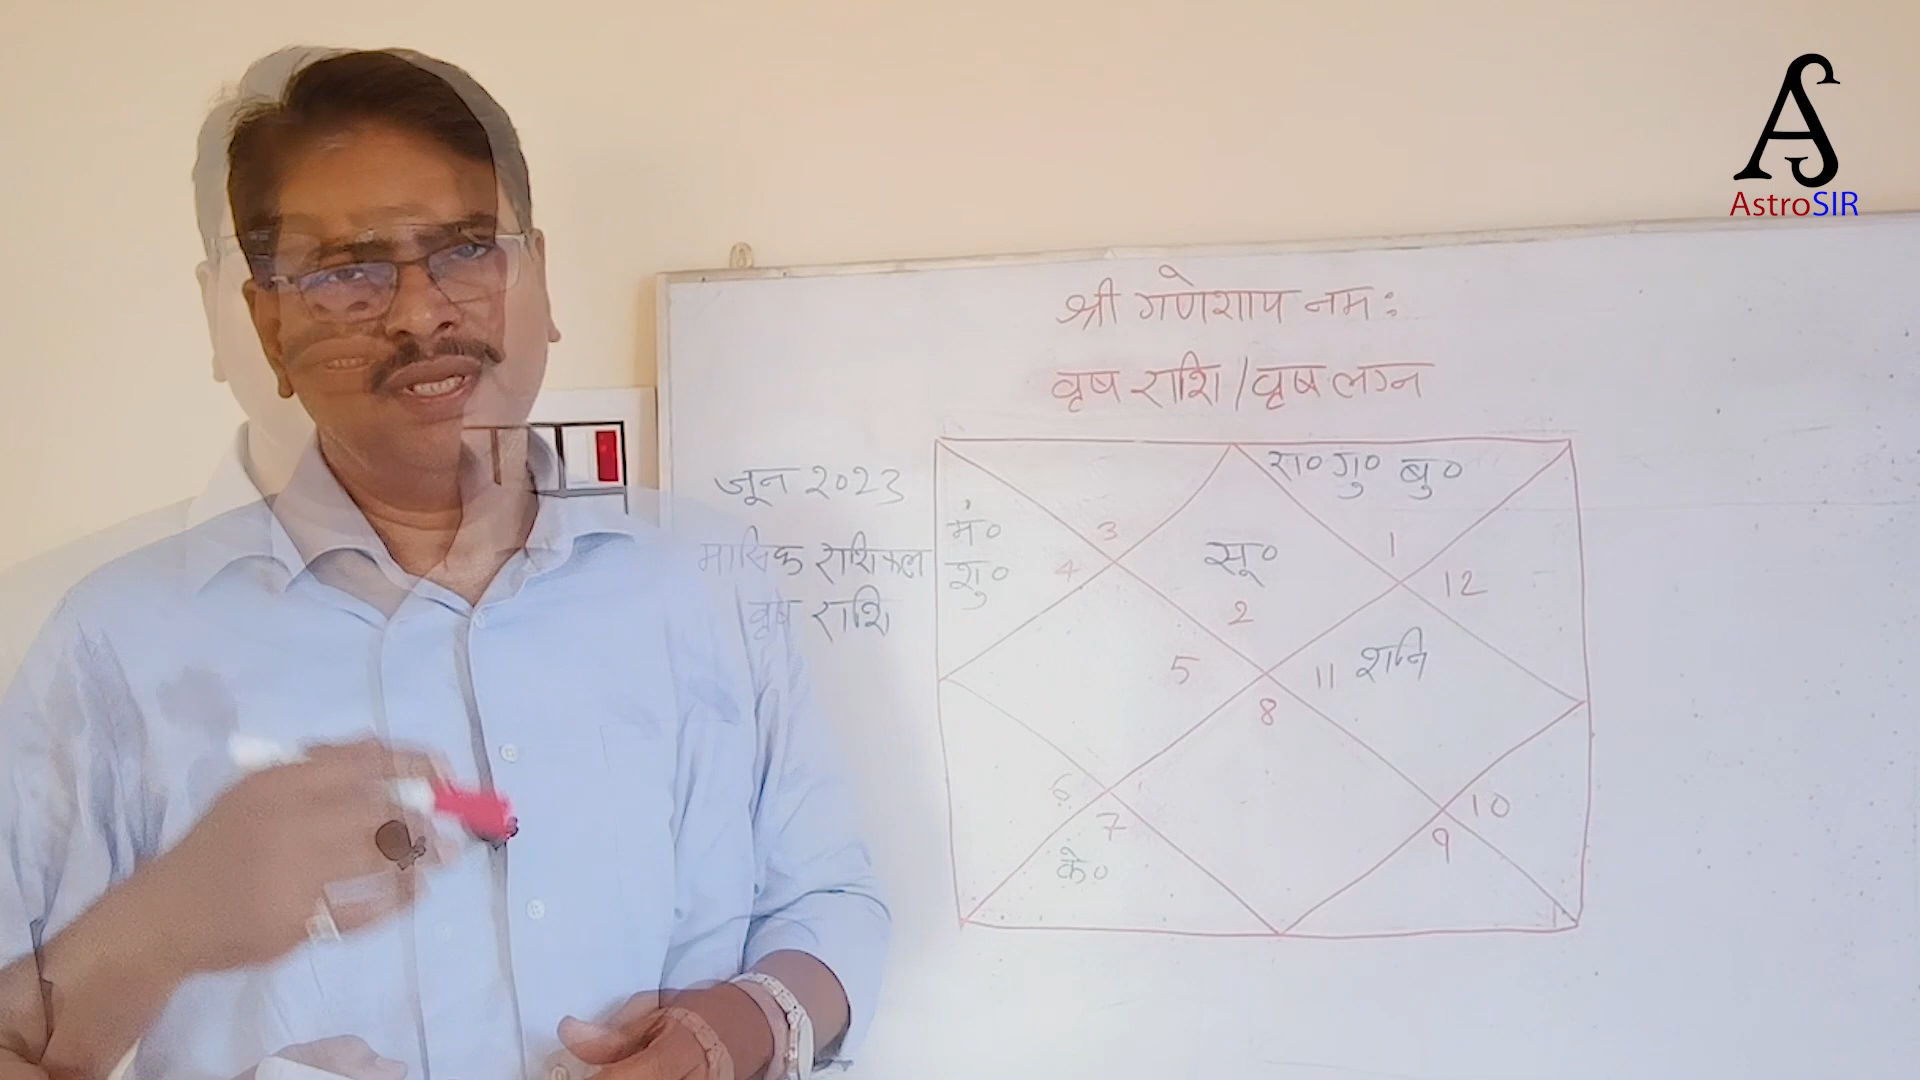 AstroSIR
श्री गणेशाय नमः
वृष राशि / वृष लग्न
जून २०२३
मासिक राशिफल
वृष राशि
रा० गु० बु०
मं०
शु०
3
4
सू०
2
1
12
5
11 शनि
8
6
7
के०
10
9